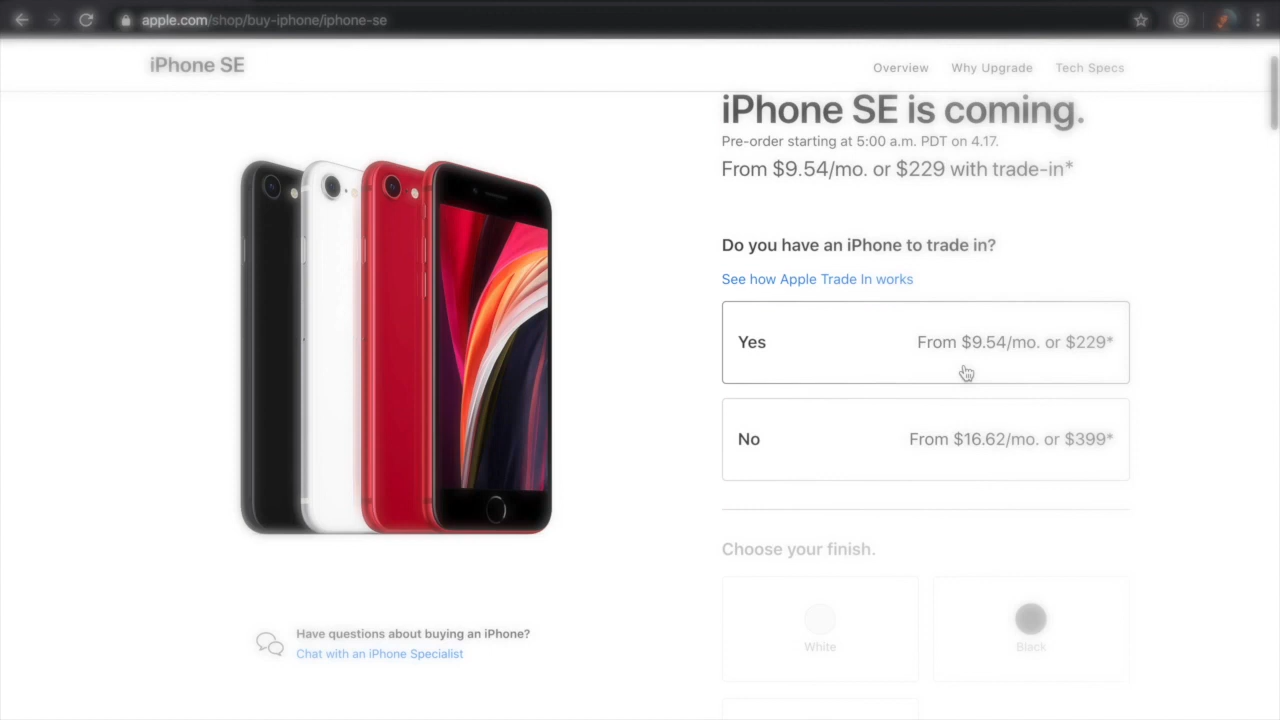 apple.com/shop/buy-iphone/iphone-se
iPhone SE
Overview Why Upgrade Tech Specs
iPhone SE is coming.
Pre-order starting at 5:00 a.m. PDT on 4.17.
From $9.54/mo. or $229 with trade-in*
Do you have an iPhone to trade in?
See how Apple Trade In works
Yes From $9.54/mo. or $229*
No From $16.62/mo. or $399*
Choose your finish.
White Black
Have questions about buying an iPhone?
Chat with an iPhone Specialist